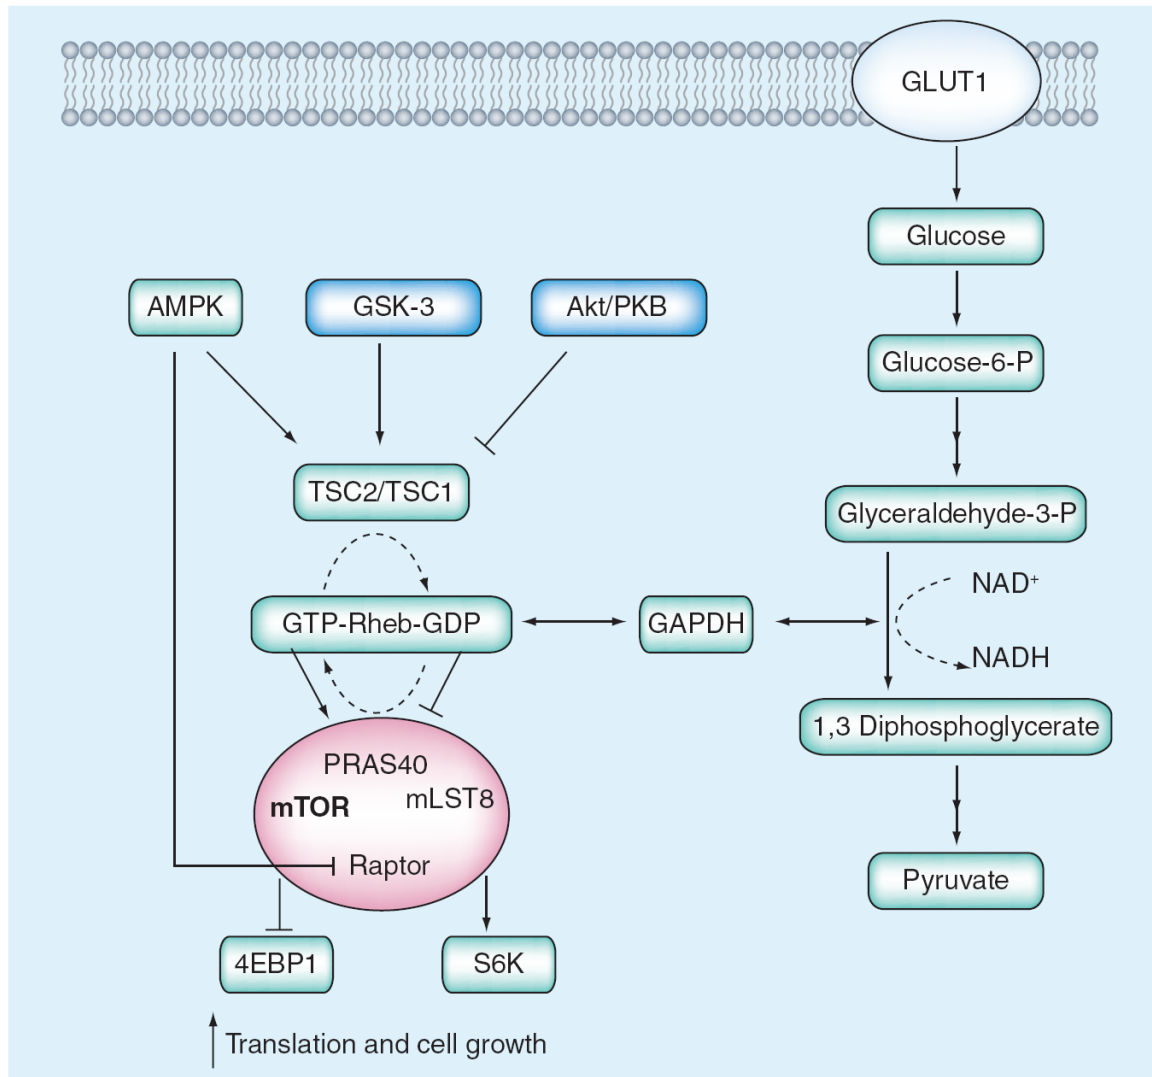 GLUT1
Glucose
AMPK
GSK-3
Akt/PKB
Glucose-6-P
TSC2/TSC1
Glyceraldehyde-3-P
NAD⁺
GTP-Rheb-GDP
GAPDH
NADH
1,3 Diphosphoglycerate
PRAS40
mTOR
mLST8
Raptor
Pyruvate
4EBP1
S6K
Translation and cell growth